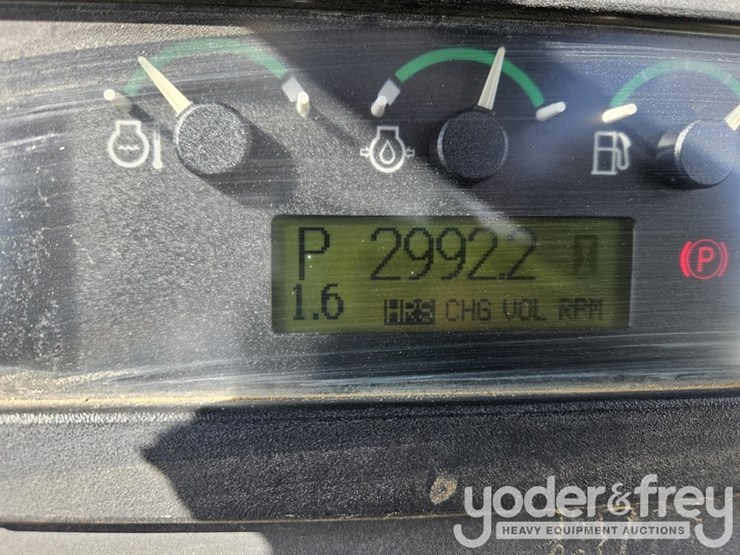 P 2992.2
1.6 HRS CHG VOL RPM
P
yoder&frey
HEAVY EQUIPMENT AUCTIONS